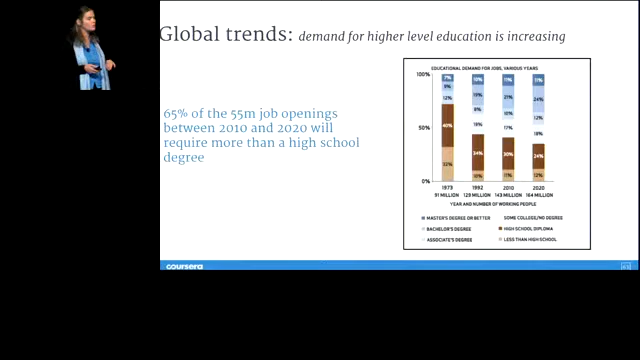 Global trends: demand for higher level education is increasing
65% of the 55m job openings
between 2010 and 2020 will
require more than a high school
degree
EDUCATIONAL DEMAND FOR JOBS, VARIOUS YEARS
100%
50%
0%
7% 10% 11% 11%
9% 19% 21% 24%
12% 8% 10% 12%
40% 19% 17% 18%
32% 34% 30% 24%
10% 11% 12%
1973 1992 2010 2020
91 MILLION 129 MILLION 143 MILLION 164 MILLION
YEAR AND NUMBER OF WORKING PEOPLE
MASTER'S DEGREE OR BETTER SOME COLLEGE/NO DEGREE
BACHELOR'S DEGREE HIGH SCHOOL DIPLOMA
ASSOCIATE'S DEGREE LESS THAN HIGH SCHOOL
coursera